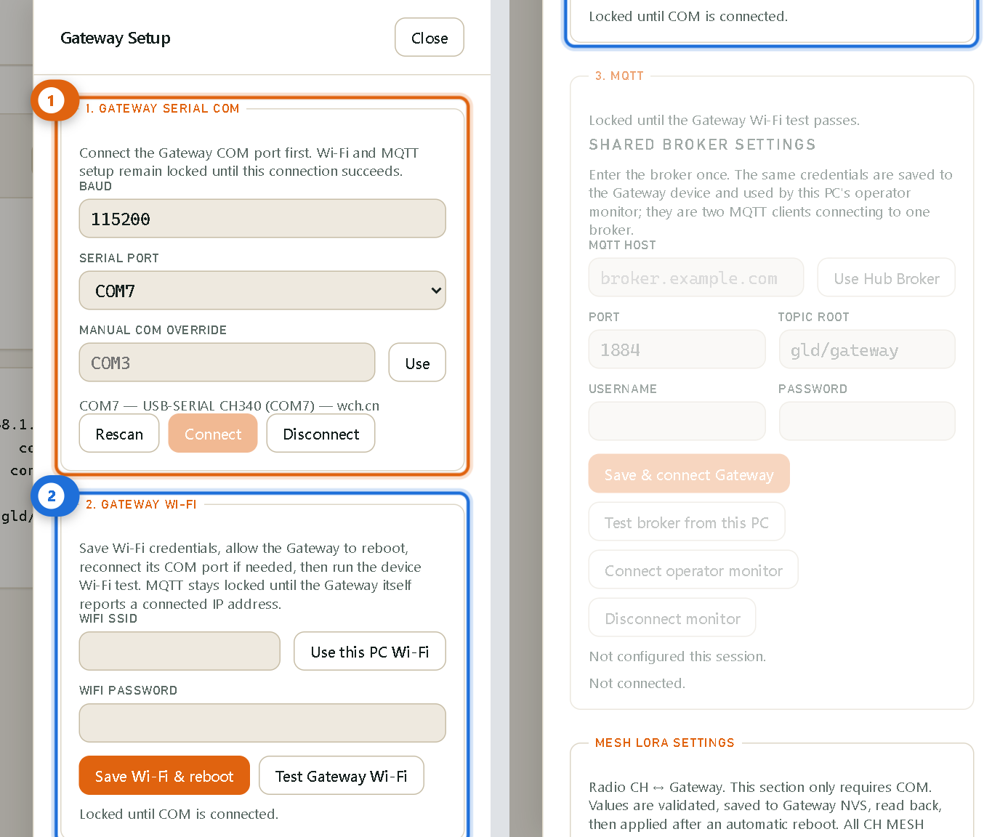 Gateway Setup
Close
1
1. GATEWAY SERIAL COM
Connect the Gateway COM port first. Wi-Fi and MQTT
setup remain locked until this connection succeeds.
BAUD
115200
SERIAL PORT
COM7
MANUAL COM OVERRIDE
COM3
Use
COM7 — USB-SERIAL CH340 (COM7) — wch.cn
Rescan
Connect
Disconnect
2
2. GATEWAY WI-FI
Save Wi-Fi credentials, allow the Gateway to reboot,
reconnect its COM port if needed, then run the device
Wi-Fi test. MQTT stays locked until the Gateway itself
reports a connected IP address.
WIFI SSID
Use this PC Wi-Fi
WIFI PASSWORD
Save Wi-Fi & reboot
Test Gateway Wi-Fi
Locked until COM is connected.
8.1.
co
cor
gld/
Locked until COM is connected.
3. MQTT
Locked until the Gateway Wi-Fi test passes.
SHARED BROKER SETTINGS
Enter the broker once. The same credentials are saved to
the Gateway device and used by this PC's operator
monitor; they are two MQTT clients connecting to one
broker.
MQTT HOST
broker.example.com
Use Hub Broker
PORT
TOPIC ROOT
1884
gld/gateway
USERNAME
PASSWORD
Save & connect Gateway
Test broker from this PC
Connect operator monitor
Disconnect monitor
Not configured this session.
Not connected.
MESH LORA SETTINGS
Radio CH ↔ Gateway. This section only requires COM.
Values are validated, saved to Gateway NVS, read back,
then applied after an automatic reboot. All CH MESH